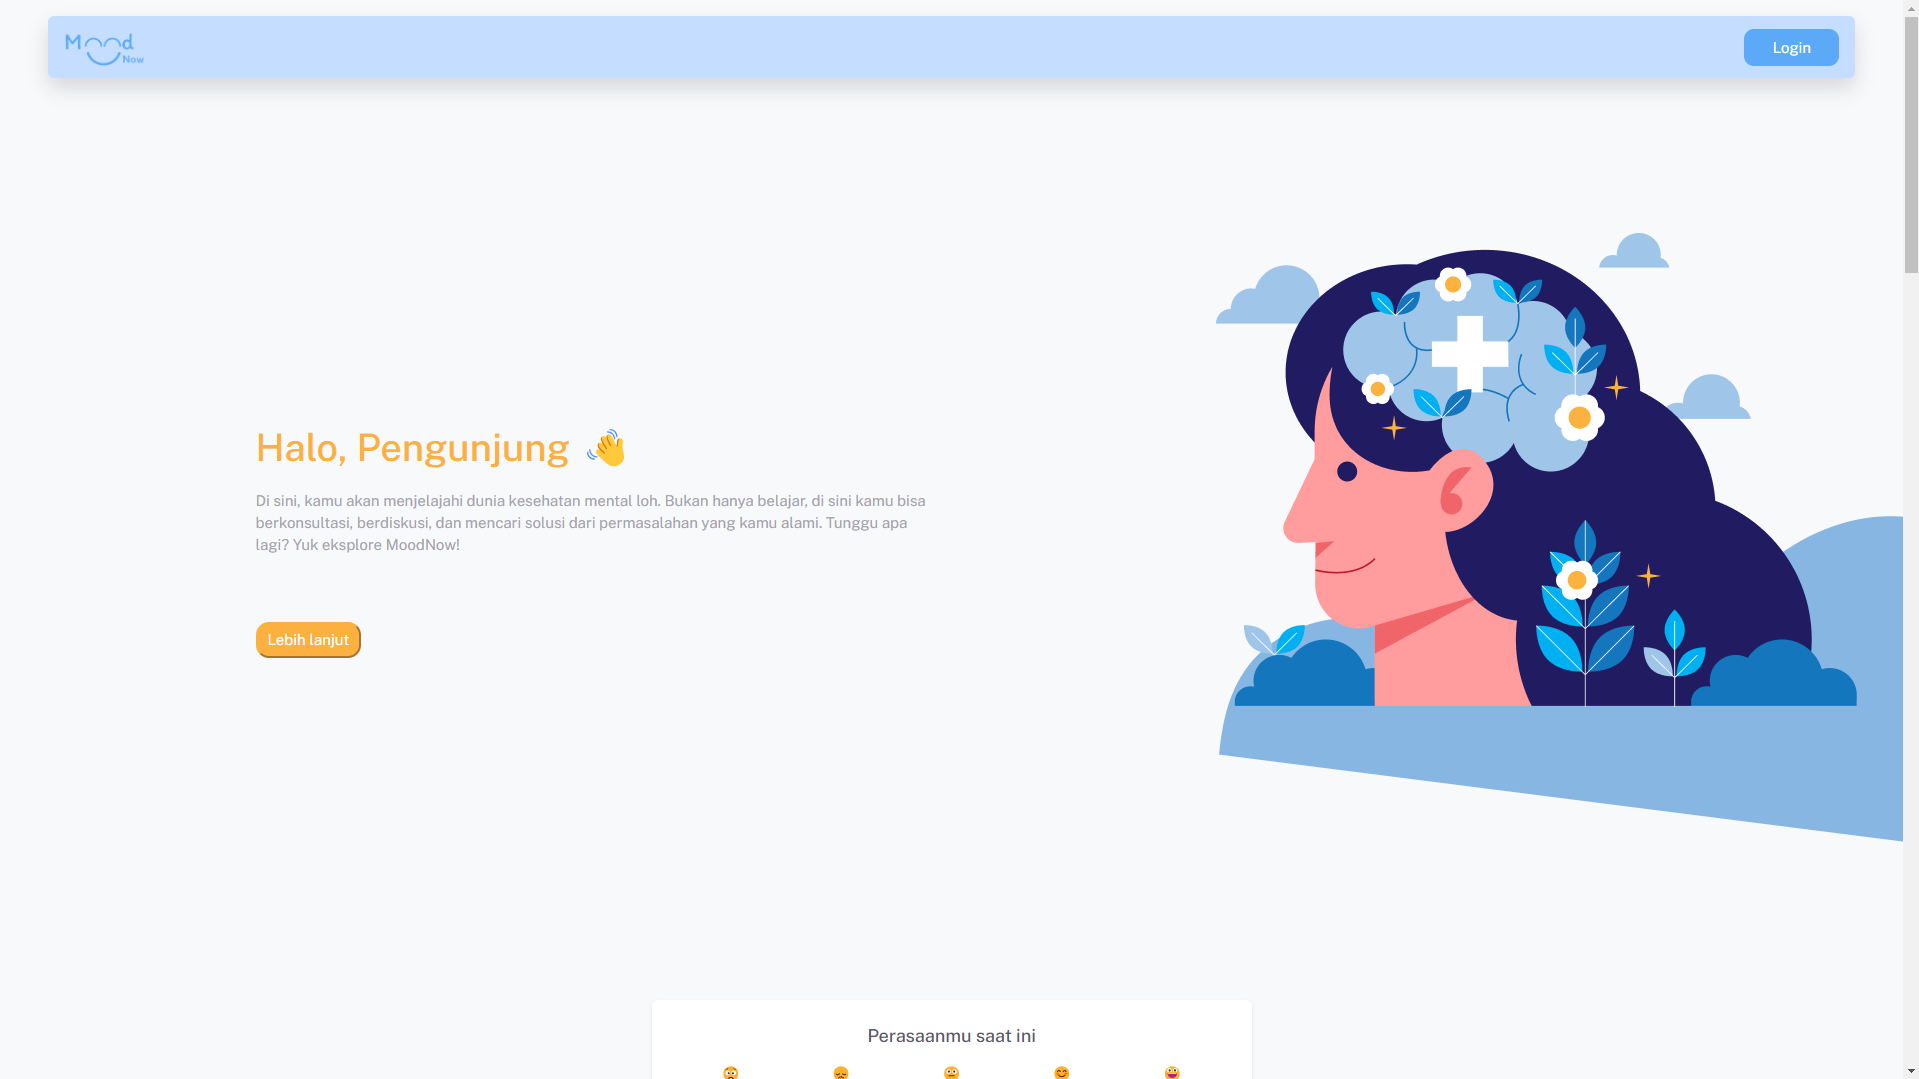 Mood
Now
Login
Halo, Pengunjung 👋
Di sini, kamu akan menjelajahi dunia kesehatan mental loh. Bukan hanya belajar, di sini kamu bisa
berkonsultasi, berdiskusi, dan mencari solusi dari permasalahan yang kamu alami. Tunggu apa
lagi? Yuk eksplore MoodNow!
Lebih lanjut
Perasaanmu saat ini